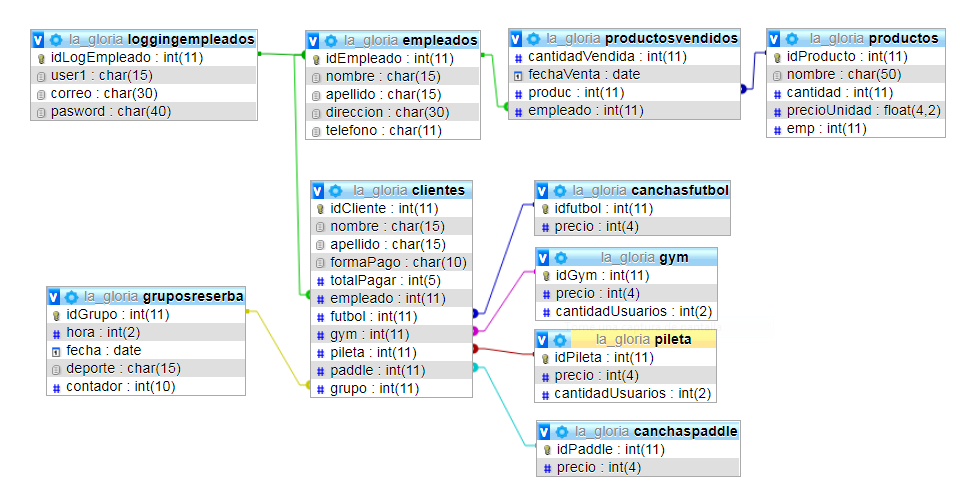 la_gloria loggingempleados
idLogEmpleado : int(11)
user1 : char(15)
correo : char(30)
pasword : char(40)
la_gloria empleados
idEmpleado : int(11)
nombre : char(15)
apellido : char(15)
direccion : char(30)
telefono : char(11)
la_gloria productosvendidos
cantidadVendida : int(11)
fechaVenta : date
produc : int(11)
empleado : int(11)
la_gloria productos
idProducto : int(11)
nombre : char(50)
cantidad : int(11)
precioUnidad : float(4,2)
emp : int(11)
la_gloria clientes
idCliente : int(11)
nombre : char(15)
apellido : char(15)
formaPago : char(10)
totalPagar : int(5)
empleado : int(11)
futbol : int(11)
gym : int(11)
pileta : int(11)
paddle : int(11)
grupo : int(11)
la_gloria canchasfutbol
idfutbol : int(11)
precio : int(4)
la_gloria gym
idGym : int(11)
precio : int(4)
cantidadUsuarios : int(2)
la_gloria gruposreserba
idGrupo : int(11)
hora : int(2)
fecha : date
deporte : char(15)
contador : int(10)
la_gloria pileta
idPileta : int(11)
precio : int(4)
cantidadUsuarios : int(2)
la_gloria canchaspaddle
idPaddle : int(11)
precio : int(4)